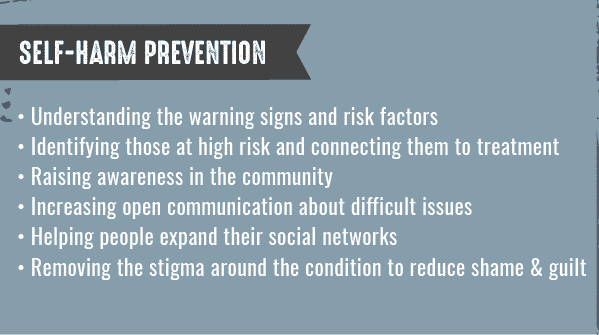 SELF-HARM PREVENTION
• Understanding the warning signs and risk factors
• Identifying those at high risk and connecting them to treatment
• Raising awareness in the community
• Increasing open communication about difficult issues
• Helping people expand their social networks
• Removing the stigma around the condition to reduce shame & guilt